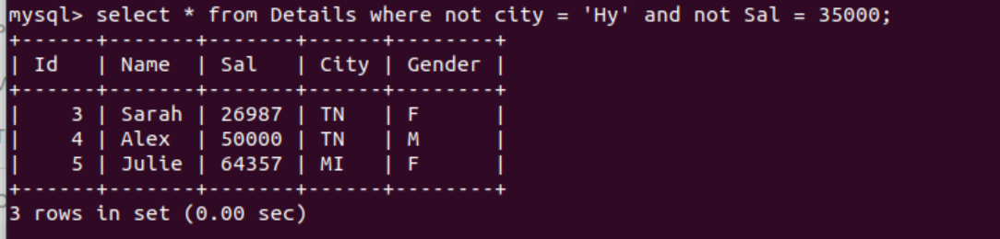 mysql> select * from Details where not city = 'Hy' and not Sal = 35000;
+------+-------+-------+------+--------+
| Id   | Name  | Sal   | City | Gender |
+------+-------+-------+------+--------+
|    3 | Sarah | 26987 | TN   | F      |
|    4 | Alex  | 50000 | TN   | M      |
|    5 | Julie | 64357 | MI   | F      |
+------+-------+-------+------+--------+
3 rows in set (0.00 sec)